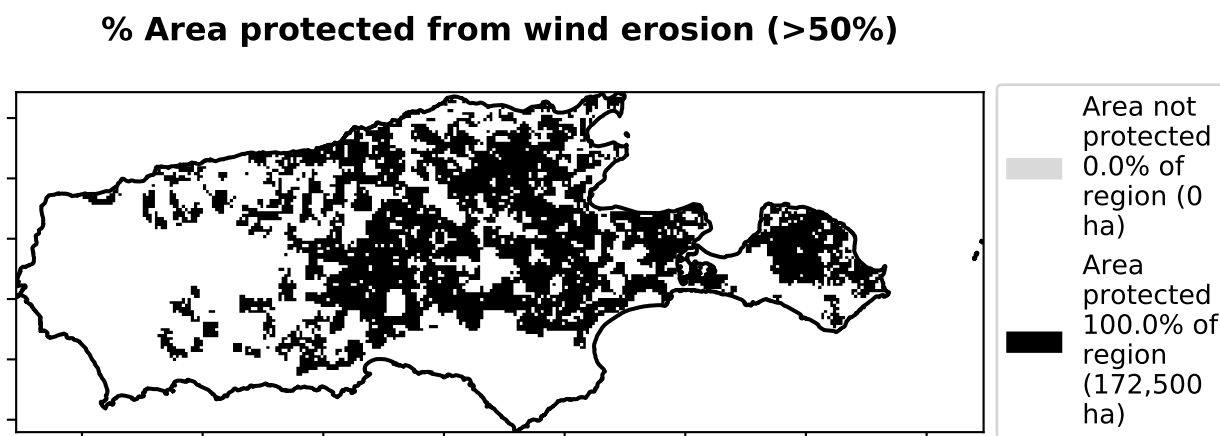 % Area protected from wind erosion (>50%)
Area not
protected
0.0% of
region (0
ha)
Area
protected
100.0% of
region
(172,500
ha)